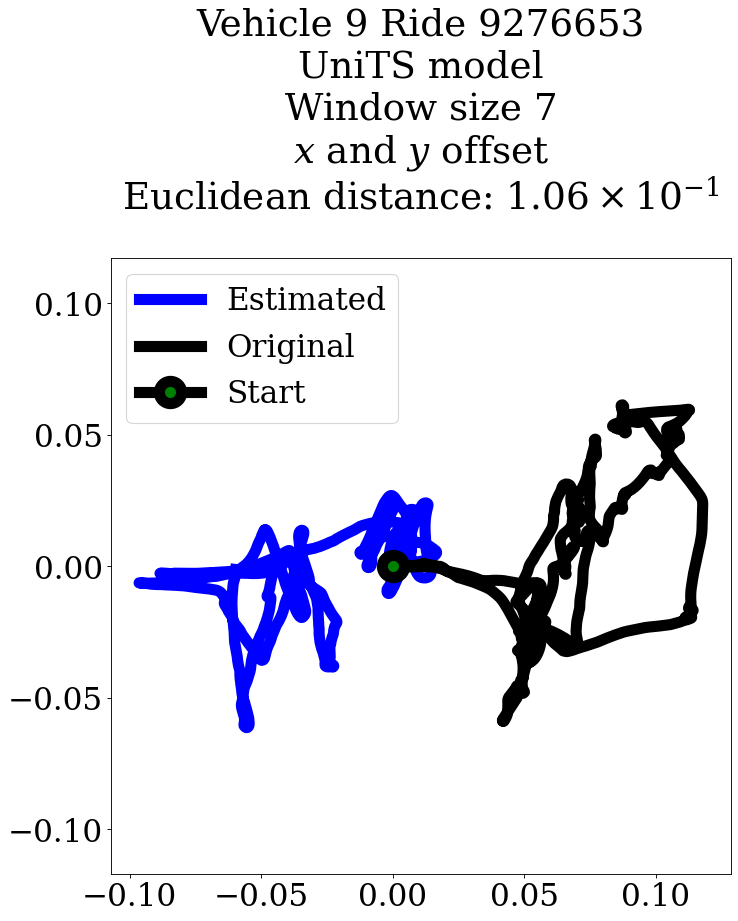 Vehicle 9 Ride 9276653
UniTS model
Window size 7
x and y offset
Euclidean distance: 1.06 × 10⁻¹
Estimated
Original
Start
0.10
0.05
0.00
−0.05
−0.10
−0.10 −0.05 0.00 0.05 0.10